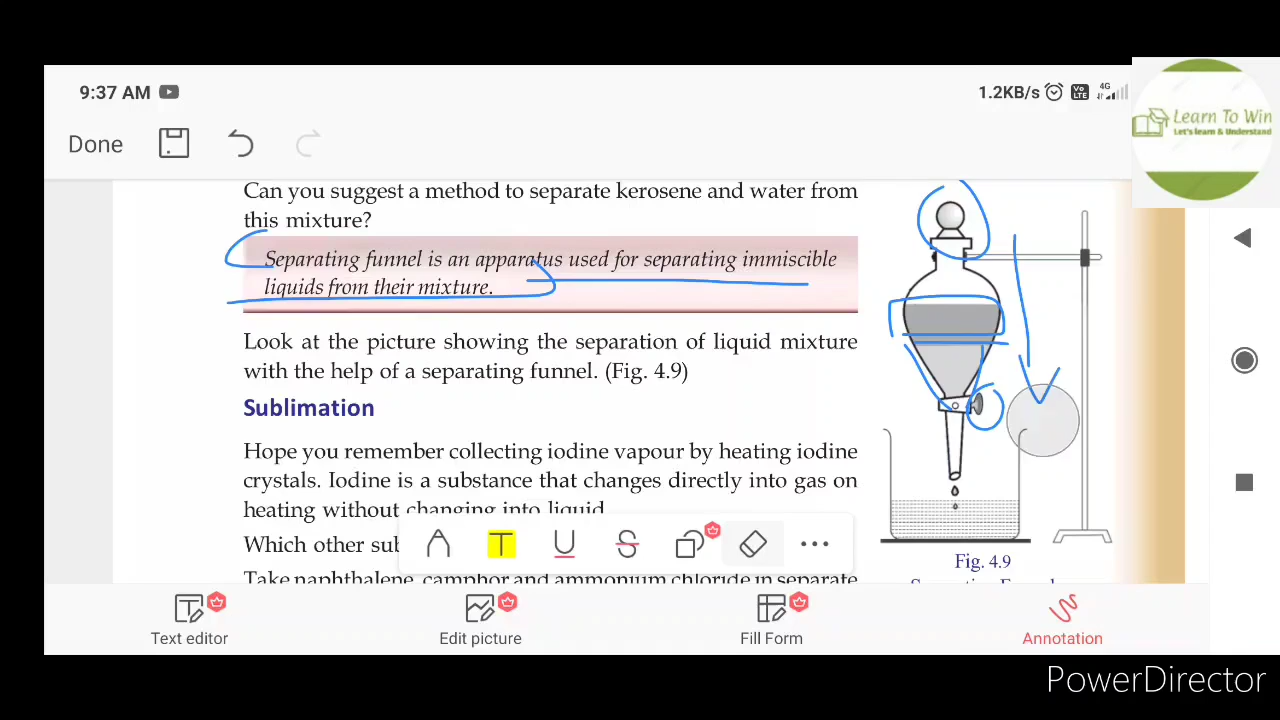 9:37 AM
1.2KB/s
Vo
LTE
4G
Learn To Win
Let's learn & Understand
Done
Can you suggest a method to separate kerosene and water from
this mixture?
Separating funnel is an apparatus used for separating immiscible
liquids from their mixture.
Look at the picture showing the separation of liquid mixture
with the help of a separating funnel. (Fig. 4.9)
Sublimation
Hope you remember collecting iodine vapour by heating iodine
crystals. Iodine is a substance that changes directly into gas on
heating without changing into liquid
Which other sub
Take naphthalene, camphor and ammonium chloride in separate
Fig. 4.9
T
U
S
Text editor
Edit picture
Fill Form
Annotation
PowerDirector